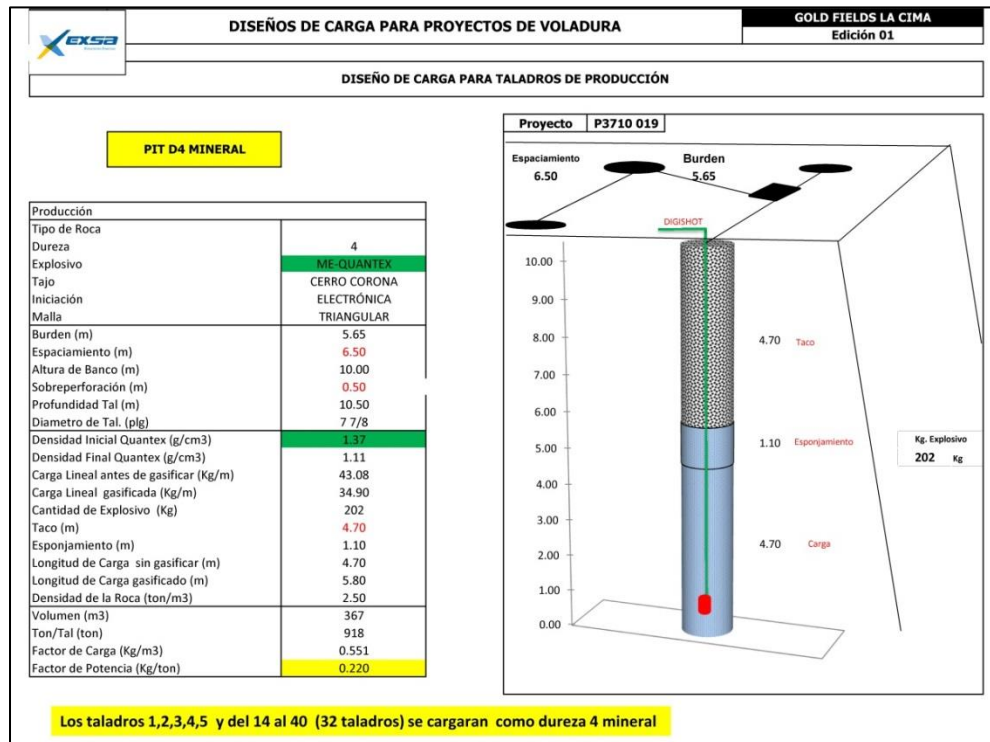 exsa
DISEÑOS DE CARGA PARA PROYECTOS DE VOLADURA
GOLD FIELDS LA CIMA
Edición 01
DISEÑO DE CARGA PARA TALADROS DE PRODUCCIÓN
PIT D4 MINERAL
Producción
Tipo de Roca
Dureza 4
Explosivo ME-QUANTEX
Tajo CERRO CORONA
Iniciación ELECTRÓNICA
Malla TRIANGULAR
Burden (m) 5.65
Espaciamiento (m) 6.50
Altura de Banco (m) 10.00
Sobreperforación (m) 0.50
Profundidad Tal (m) 10.50
Diametro de Tal. (plg) 7 7/8
Densidad Inicial Quantex (g/cm3) 1.37
Densidad Final Quantex (g/cm3) 1.11
Carga Lineal antes de gasificar (Kg/m) 43.08
Carga Lineal gasificada (Kg/m) 34.90
Cantidad de Explosivo (Kg) 202
Taco (m) 4.70
Esponjamiento (m) 1.10
Longitud de Carga sin gasificar (m) 4.70
Longitud de Carga gasificado (m) 5.80
Densidad de la Roca (ton/m3) 2.50
Volumen (m3) 367
Ton/Tal (ton) 918
Factor de Carga (Kg/m3) 0.551
Factor de Potencia (Kg/ton) 0.220
Proyecto P3710 019
Espaciamiento
6.50
Burden
5.65
DIGISHOT
10.00
9.00
8.00
7.00
6.00
5.00
4.00
3.00
2.00
1.00
0.00
4.70 Taco
1.10 Esponjamiento
4.70 Carga
Kg. Explosivo
202 Kg
Los taladros 1,2,3,4,5 y del 14 al 40 (32 taladros) se cargaran como dureza 4 mineral